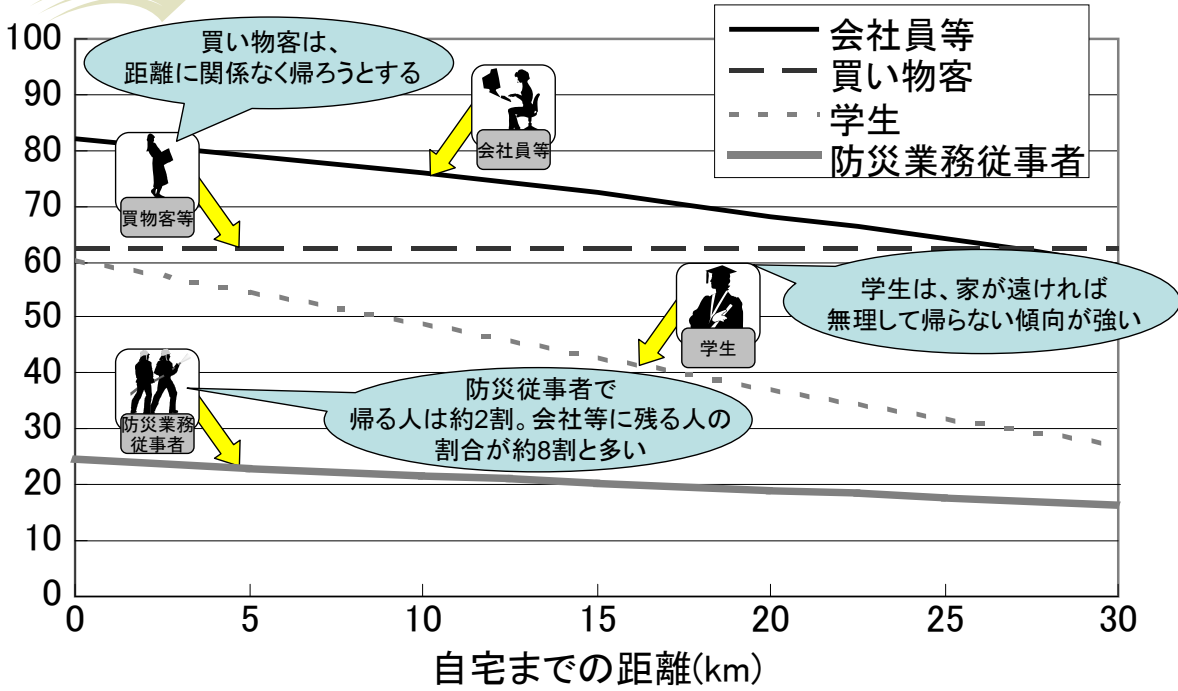 買い物客は、
距離に関係なく帰ろうとする
会社員等
買い物客
学生
防災業務従事者
100
90
80
70
60
50
40
30
20
10
0
会社員等
買物客等
学生は、家が遠ければ
無理して帰らない傾向が強い
学生
防災業務
従事者
防災従事者で
帰る人は約2割。会社等に残る人の
割合が約8割と多い
0 5 10 15 20 25 30
自宅までの距離(km)